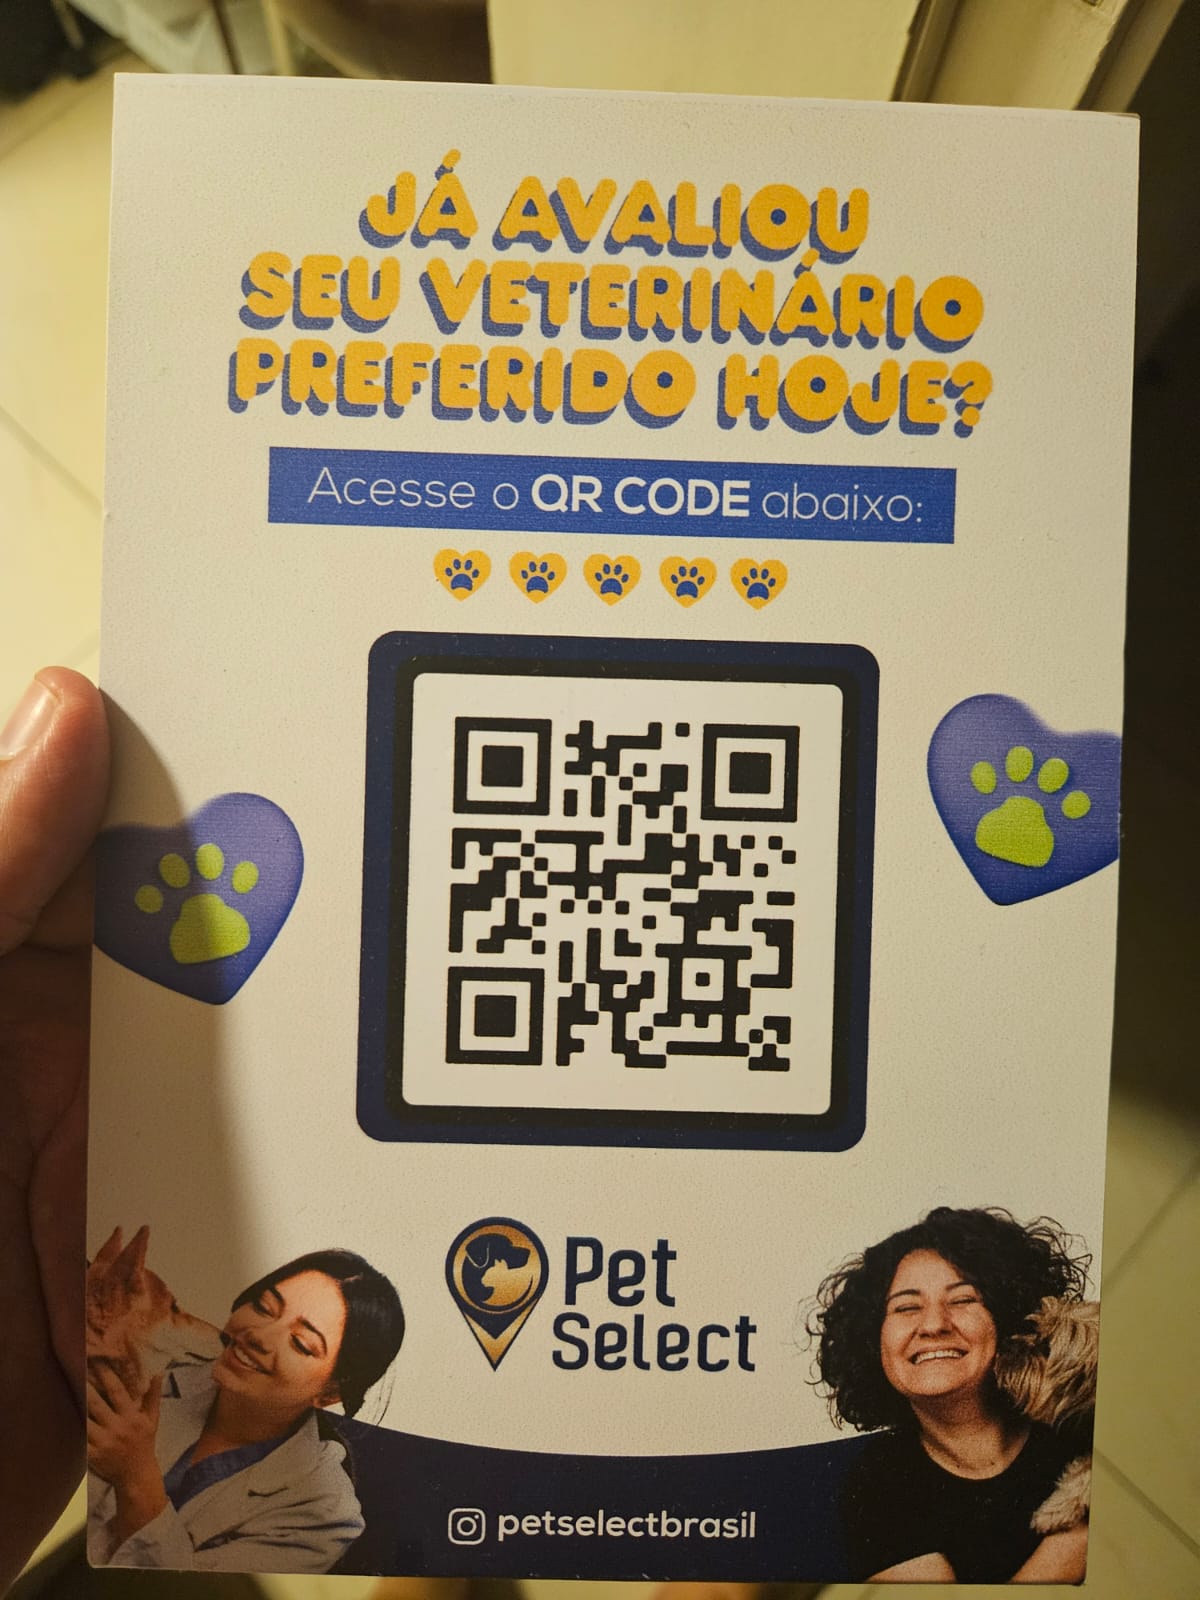 JÁ AVALIOU
SEU VETERINÁRIO
PREFERIDO HOJE?
Acesse o QR CODE abaixo:
Pet
Select
petselectbrasil